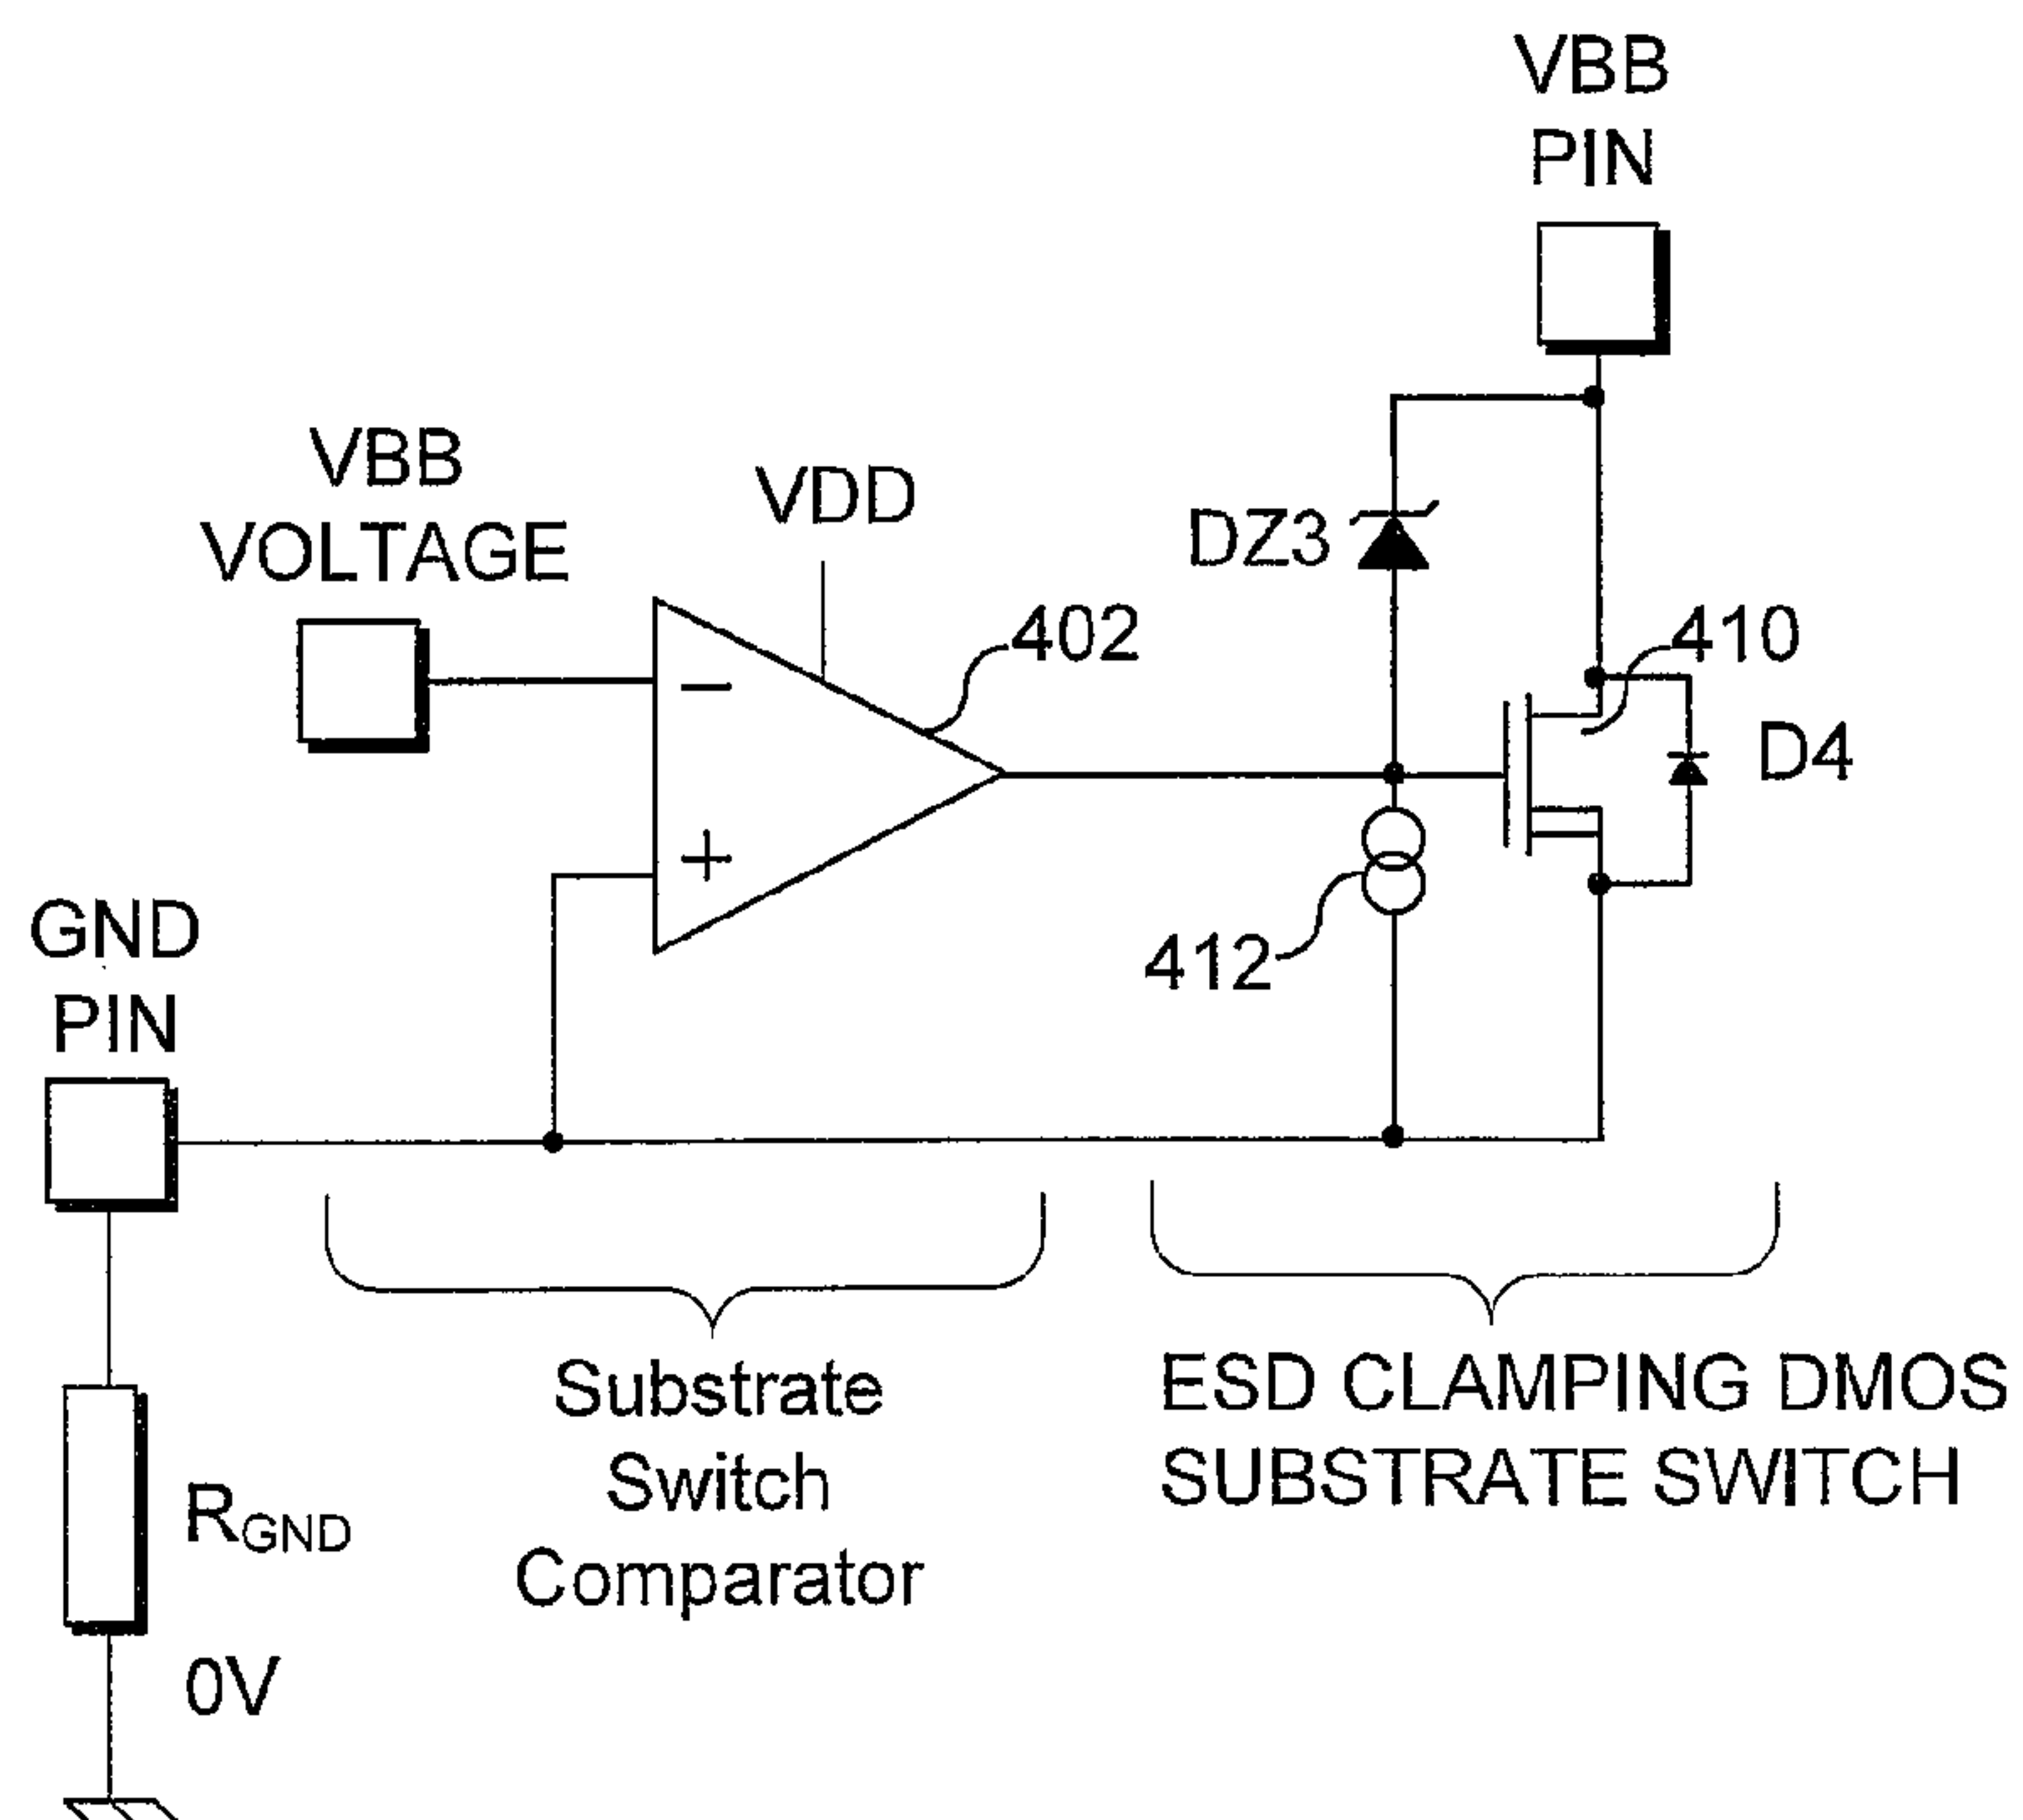 VBB
PIN
VBB
VOLTAGE
VDD
DZ3
402
410
D4
−
+
412
GND
PIN
Substrate
Switch
Comparator
ESD CLAMPING DMOS
SUBSTRATE SWITCH
RGND
0V